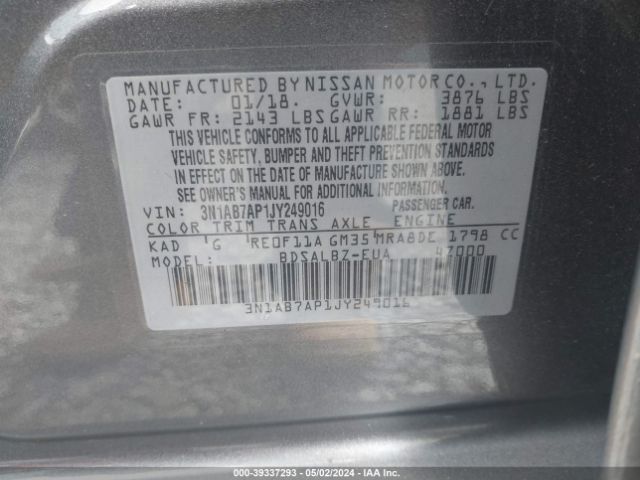 MANUFACTURED BY NISSAN MOTOR CO., LTD.
DATE: 01/18. GVWR: 3876 LBS
GAWR FR: 2143 LBS GAWR RR: 1881 LBS
THIS VEHICLE CONFORMS TO ALL APPLICABLE FEDERAL MOTOR
VEHICLE SAFETY, BUMPER AND THEFT PREVENTION STANDARDS
IN EFFECT ON THE DATE OF MANUFACTURE SHOWN ABOVE.
SEE OWNER'S MANUAL FOR ADDITIONAL INFORMATION.
VIN: 3N1AB7AP1JY249016 PASSENGER CAR.
COLOR TRIM TRANS AXLE ENGINE
KAD G RE0F11A GM35 MRA8DE 1798 CC
MODEL: BDSALBZ-EUA 47000
3N1AB7AP1JY249016
000-39337293 - 05/02/2024 - IAA Inc.